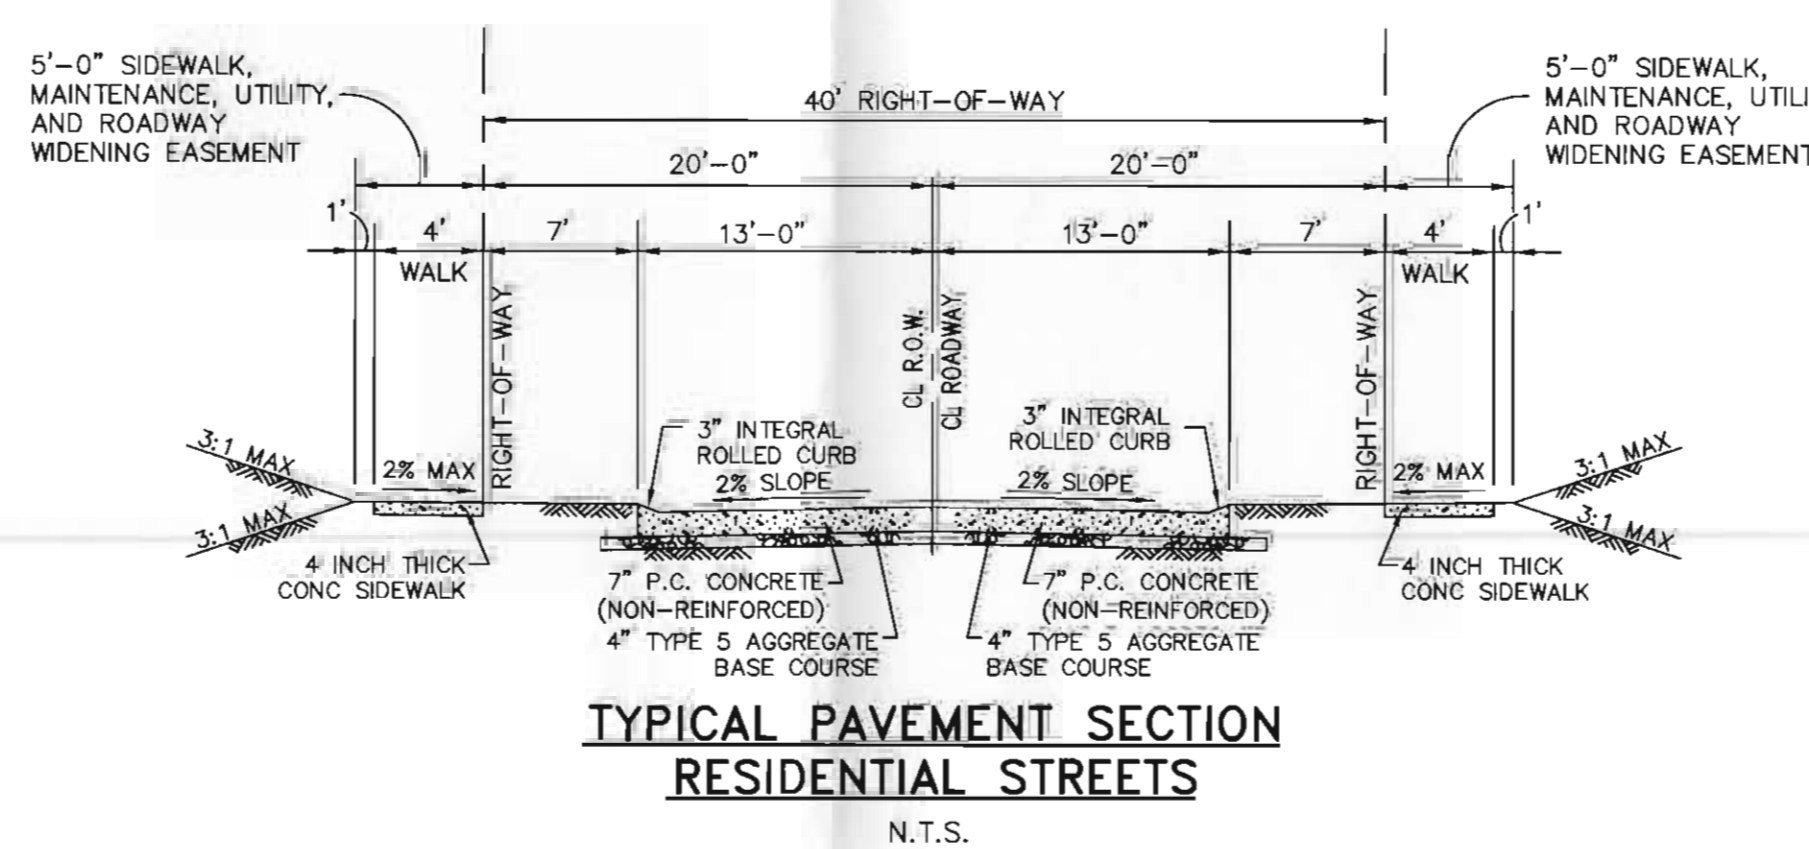 5'-0" SIDEWALK,
MAINTENANCE, UTILITY,
AND ROADWAY
WIDENING EASEMENT
40' RIGHT-OF-WAY
5'-0" SIDEWALK,
MAINTENANCE, UTILI
AND ROADWAY
WIDENING EASEMENT
20'-0"
20'-0"
1'
4'
7'
13'-0"
13'-0"
7'
4'
1'
WALK
WALK
RIGHT-OF-WAY
CL R.O.W.
CL ROADWAY
RIGHT-OF-WAY
3" INTEGRAL
ROLLED CURB
3" INTEGRAL
ROLLED CURB
3:1 MAX
2% MAX
2% SLOPE
2% SLOPE
2% MAX
3:1 MAX
3:1 MAX
3:1 MAX
4 INCH THICK
CONC SIDEWALK
7" P.C. CONCRETE
(NON-REINFORCED)
7" P.C. CONCRETE
(NON-REINFORCED)
4 INCH THICK
CONC SIDEWALK
4" TYPE 5 AGGREGATE
BASE COURSE
4" TYPE 5 AGGREGATE
BASE COURSE
TYPICAL PAVEMENT SECTION
RESIDENTIAL STREETS
N.T.S.